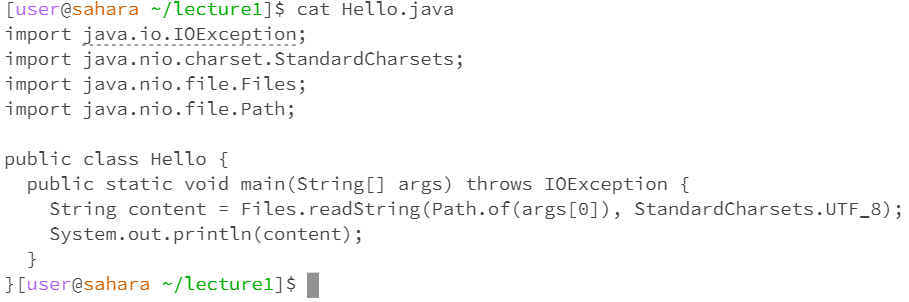 [user@sahara ~/lecture1]$ cat Hello.java
import java.io.IOException;
import java.nio.charset.StandardCharsets;
import java.nio.file.Files;
import java.nio.file.Path;

public class Hello {
  public static void main(String[] args) throws IOException {
    String content = Files.readString(Path.of(args[0]), StandardCharsets.UTF_8);
    System.out.println(content);
  }
}[user@sahara ~/lecture1]$